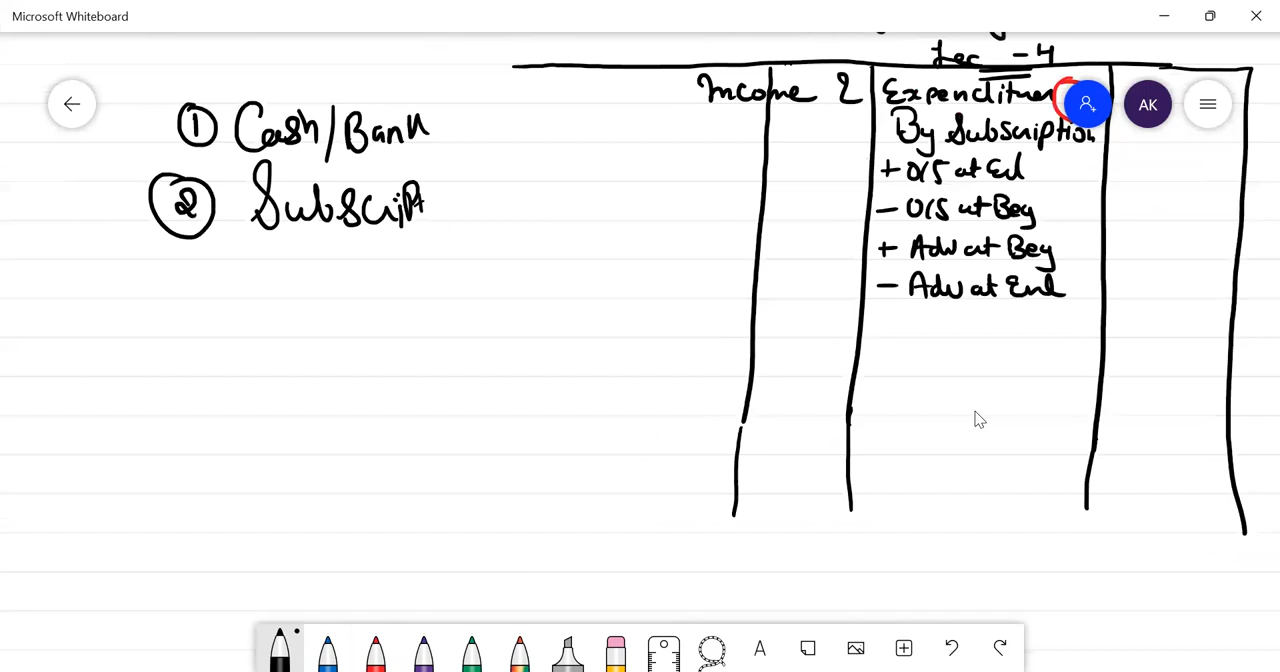 Microsoft Whiteboard
Lec - 4
Income & Expenditure
AK
① Cash/Bank
② Subscript
By Subscription
+ O/S at End
- O/S at Beg
+ Adv at Beg
- Adv at End
A